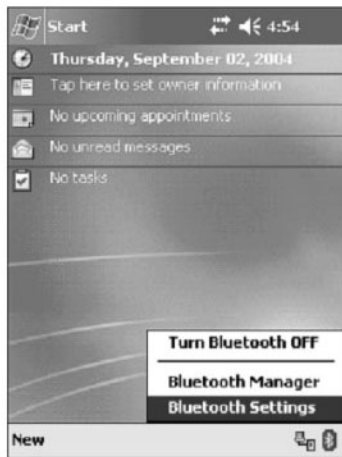 Start 4:54
Thursday, September 02, 2004
Tap here to set owner information
No upcoming appointments
No unread messages
No tasks
Turn Bluetooth OFF
Bluetooth Manager
Bluetooth Settings
New